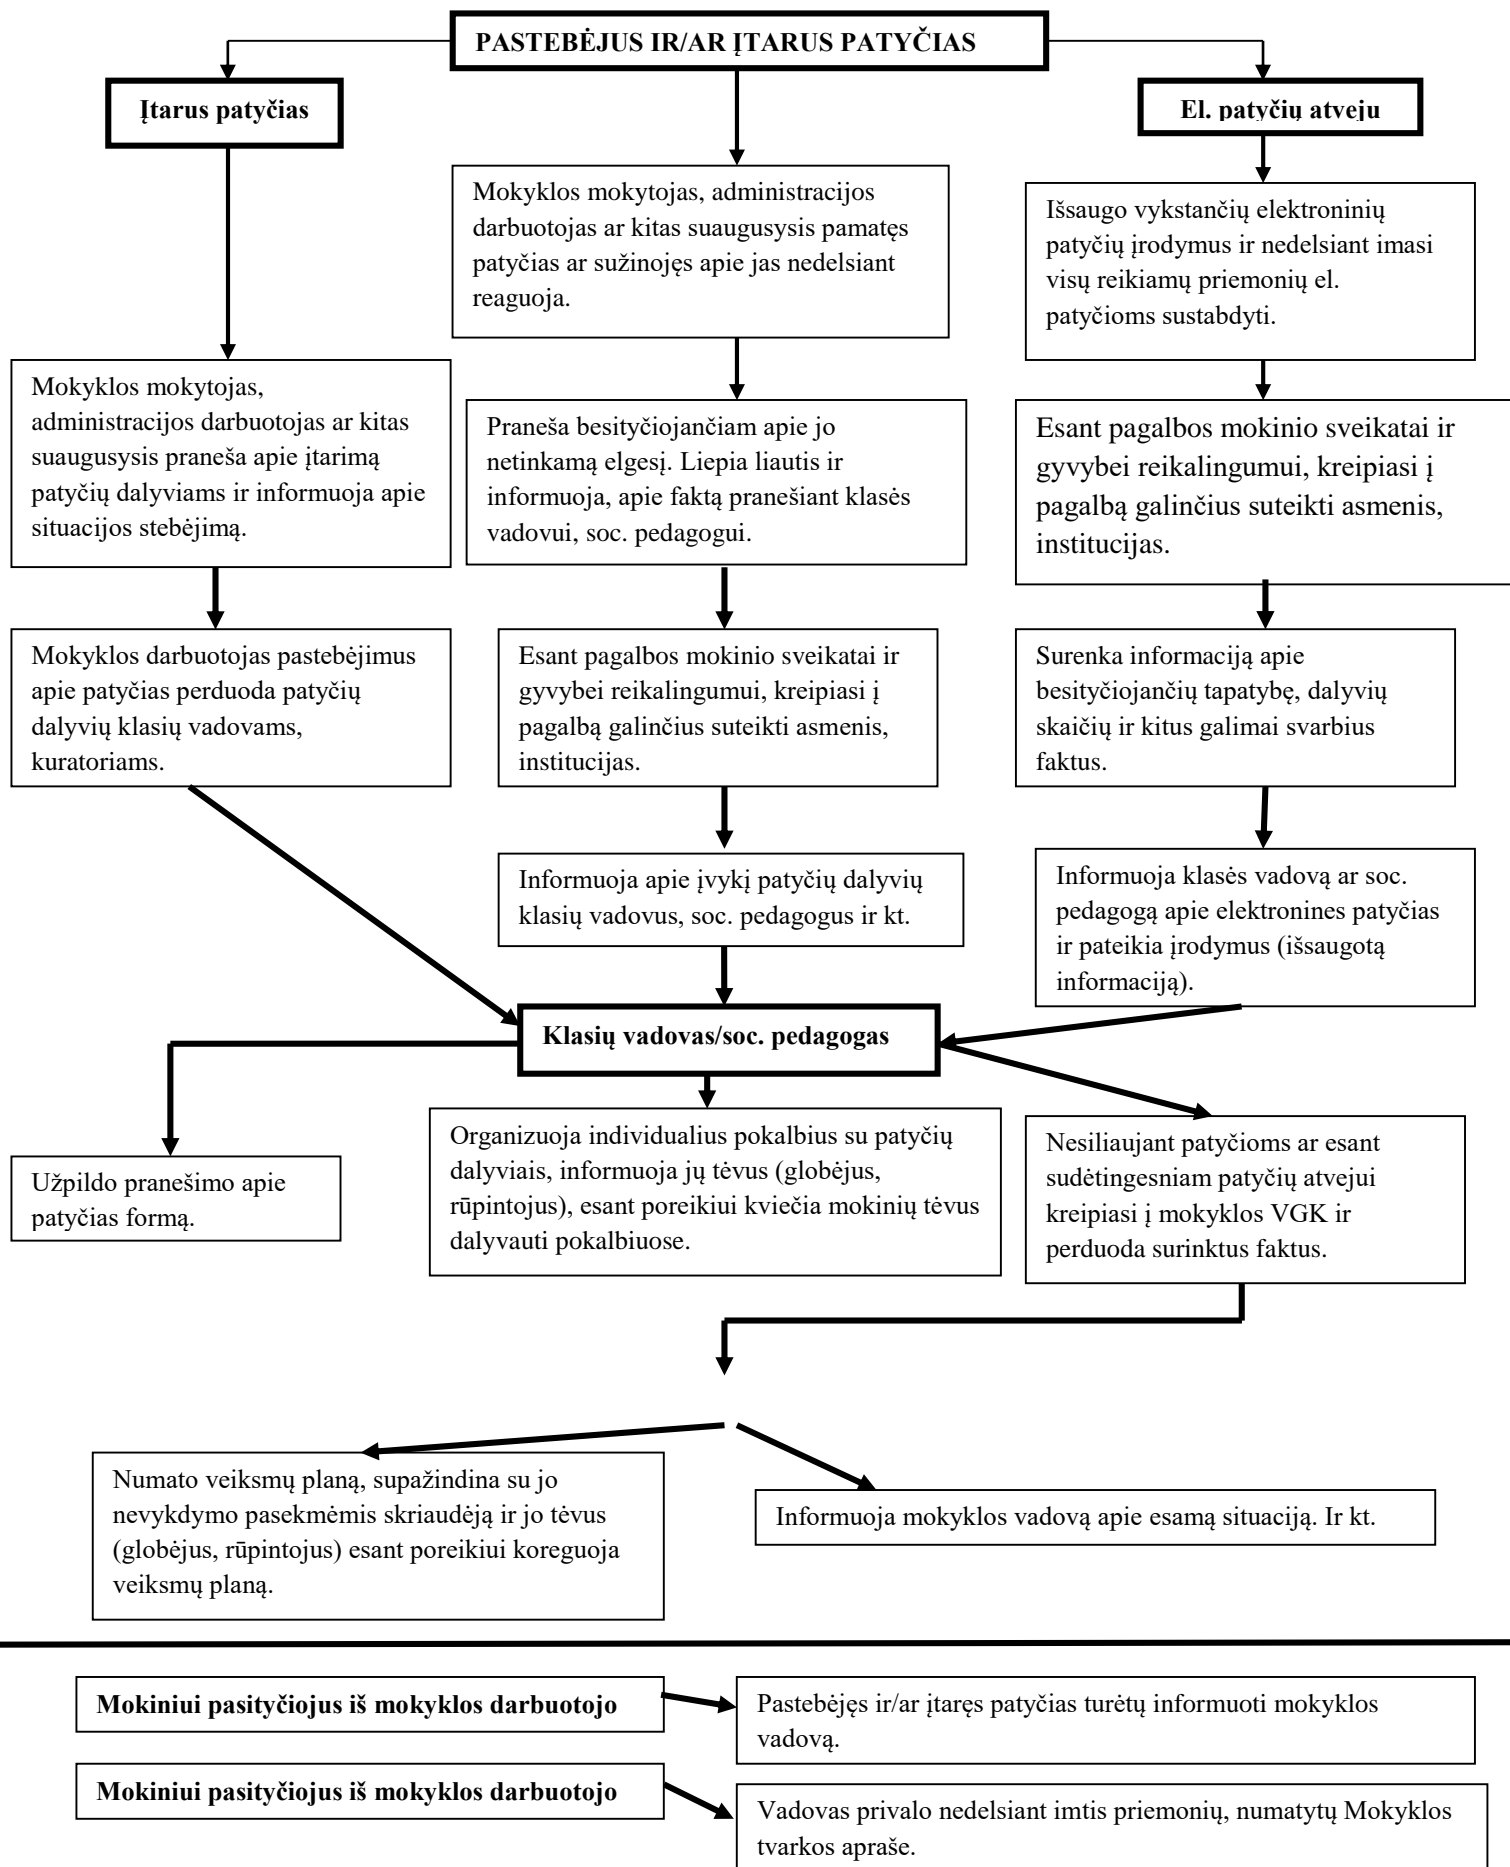 PASTEBĖJUS IR/AR ĮTARUS PATYČIAS
Įtarus patyčias
El. patyčių atveju
Mokyklos mokytojas, administracijos
darbuotojas ar kitas suaugusysis pamatęs
patyčias ar sužinojęs apie jas nedelsiant
reaguoja.
Išsaugo vykstančių elektroninių
patyčių įrodymus ir nedelsiant imasi
visų reikiamų priemonių el.
patyčioms sustabdyti.
Mokyklos mokytojas,
administracijos darbuotojas ar kitas
suaugusysis praneša apie įtarimą
patyčių dalyviams ir informuoja apie
situacijos stebėjimą.
Praneša besityčiojančiam apie jo
netinkamą elgesį. Liepia liautis ir
informuoja, apie faktą pranešiant klasės
vadovui, soc. pedagogui.
Esant pagalbos mokinio sveikatai ir
gyvybei reikalingumui, kreipiasi į
pagalbą galinčius suteikti asmenis,
institucijas.
Mokyklos darbuotojas pastebėjimus
apie patyčias perduoda patyčių
dalyvių klasių vadovams,
kuratoriams.
Esant pagalbos mokinio sveikatai ir
gyvybei reikalingumui, kreipiasi į
pagalbą galinčius suteikti asmenis,
institucijas.
Surenka informaciją apie
besityčiojančių tapatybę, dalyvių
skaičių ir kitus galimai svarbius
faktus.
Informuoja apie įvykį patyčių dalyvių
klasių vadovus, soc. pedagogus ir kt.
Informuoja klasės vadovą ar soc.
pedagogą apie elektronines patyčias
ir pateikia įrodymus (išsaugotą
informaciją).
Klasių vadovas/soc. pedagogas
Užpildo pranešimo apie
patyčias formą.
Organizuoja individualius pokalbius su patyčių
dalyviais, informuoja jų tėvus (globėjus,
rūpintojus), esant poreikiui kviečia mokinių tėvus
dalyvauti pokalbiuose.
Nesiliaujant patyčioms ar esant
sudėtingesniam patyčių atvejui
kreipiasi į mokyklos VGK ir
perduoda surinktus faktus.
Numato veiksmų planą, supažindina su jo
nevykdymo pasekmėmis skriaudėją ir jo tėvus
(globėjus, rūpintojus) esant poreikiui koreguoja
veiksmų planą.
Informuoja mokyklos vadovą apie esamą situaciją. Ir kt.
Mokiniui pasityčiojus iš mokyklos darbuotojo
Pastebėjęs ir/ar įtaręs patyčias turėtų informuoti mokyklos
vadovą.
Mokiniui pasityčiojus iš mokyklos darbuotojo
Vadovas privalo nedelsiant imtis priemonių, numatytų Mokyklos
tvarkos apraše.